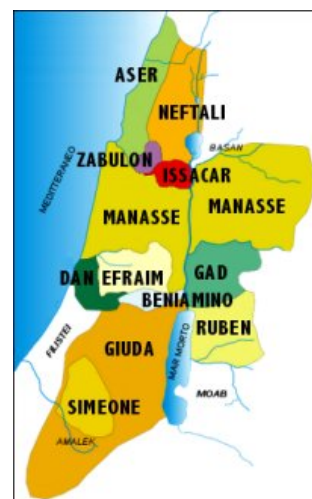 ASER
NEFTALI
BASAN
ZABULON
ISSACAR
MEDITERRANEO
MANASSE
MANASSE
DAN
EFRAIM
GAD
BENIAMINO
RUBEN
FILISTEI
GIUDA
MAR MORTO
MOAB
SIMEONE
AMALEK